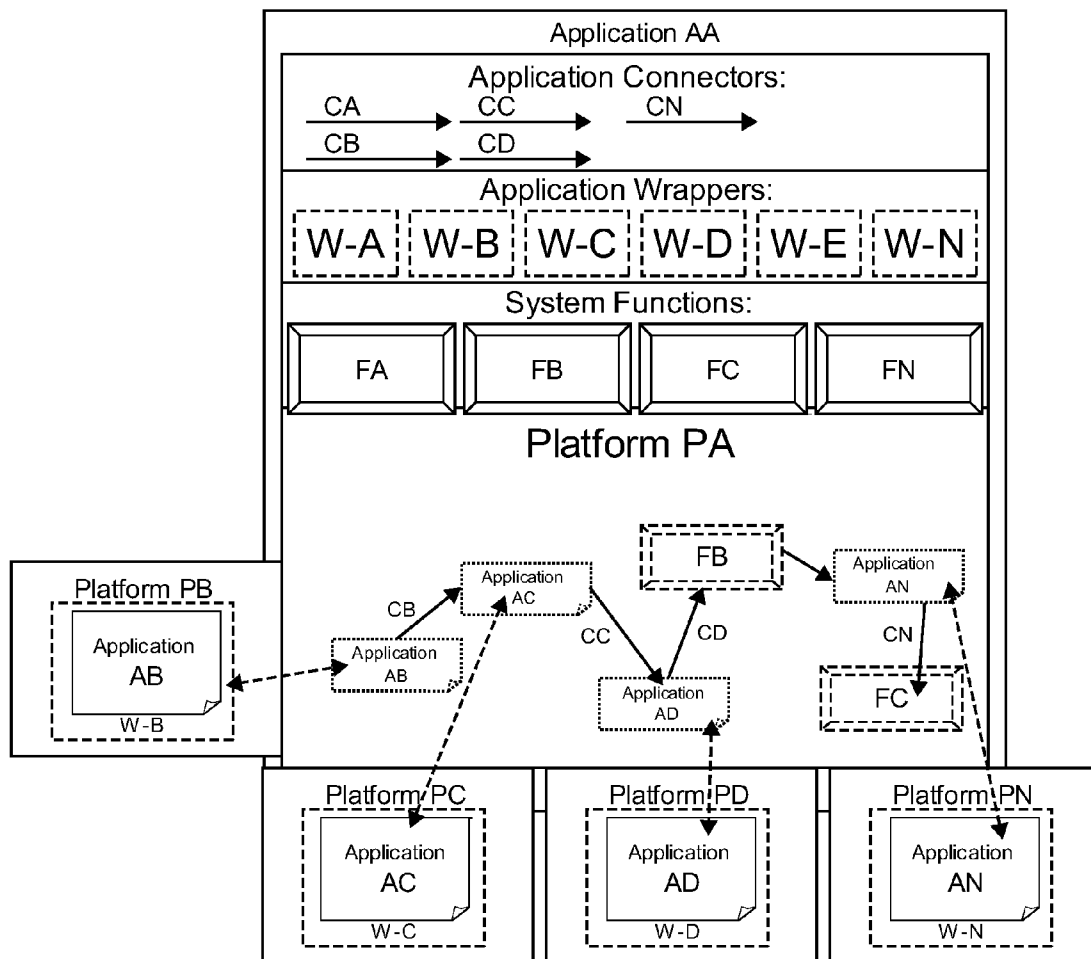 Application AA
Application Connectors:
CA CC CN
CB CD
Application Wrappers:
W-A W-B W-C W-D W-E W-N
System Functions:
FA FB FC FN
Platform PA
FB
Application
AN
Application
AC
Platform PB
Application
AB
W-B
CB
CC
CD
CN
Application
AB
Application
AD
FC
Platform PC
Application
AC
W-C
Platform PD
Application
AD
W-D
Platform PN
Application
AN
W-N